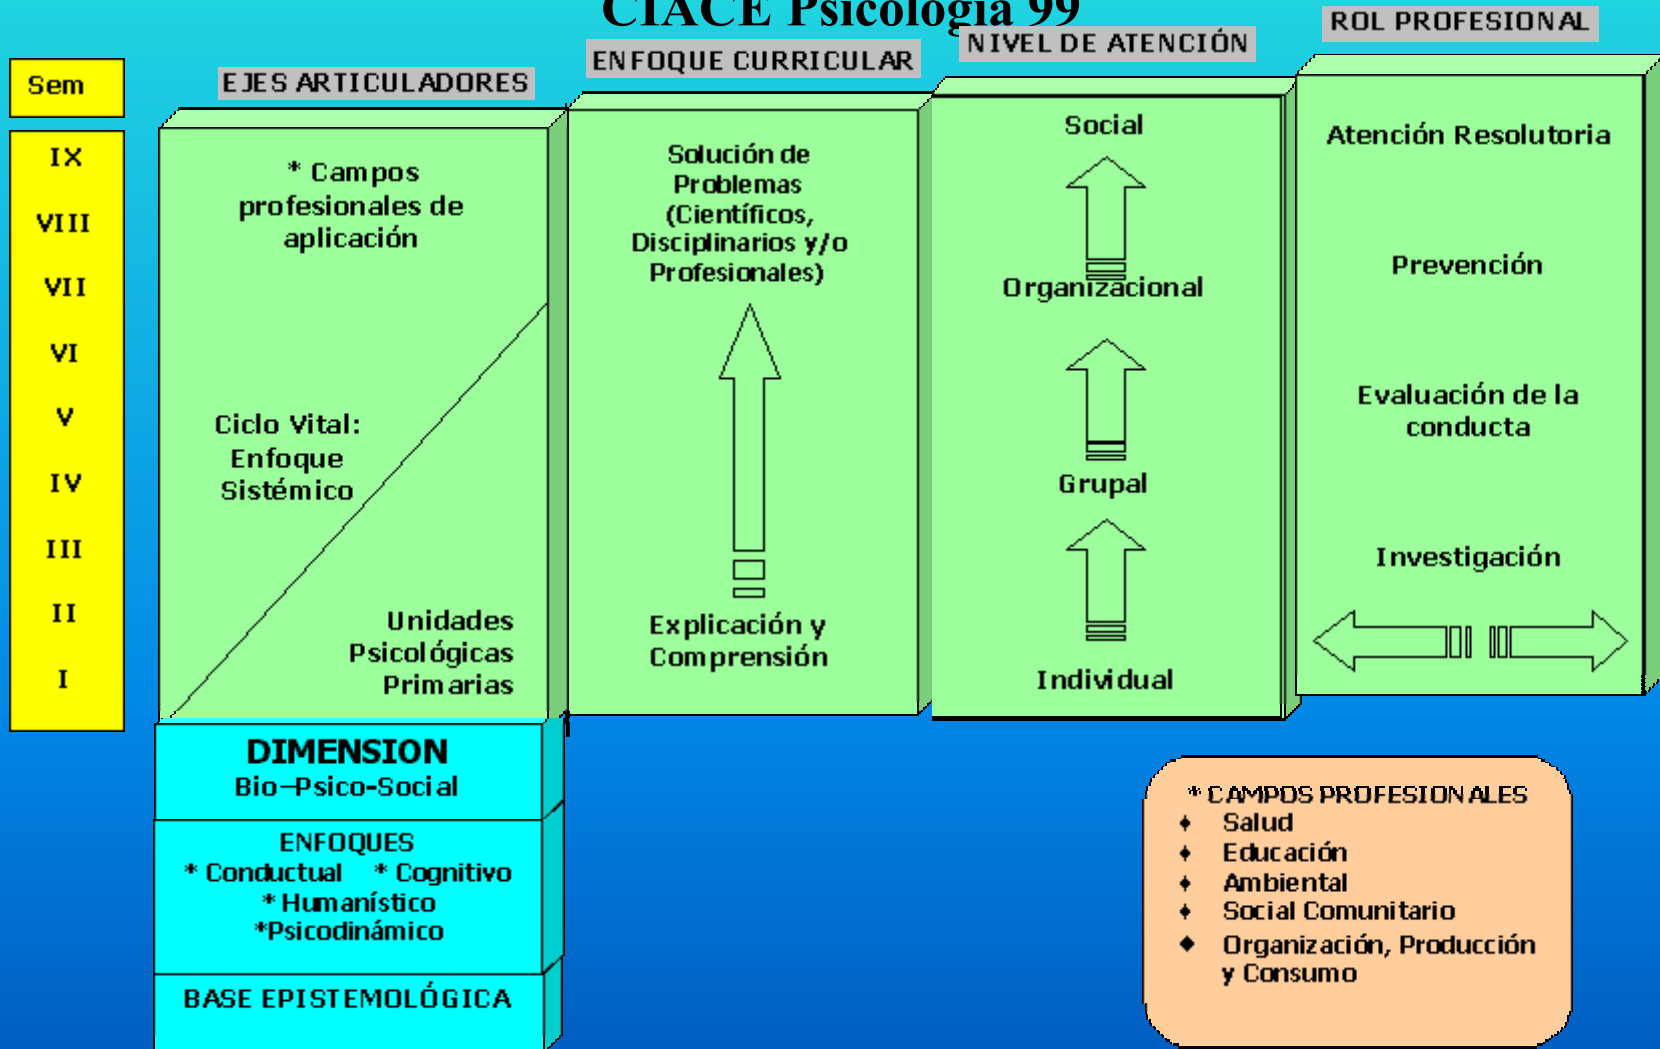 CIACE Psicología 99
Sem
IX
VIII
VII
VI
V
IV
III
II
I
EJES ARTICULADORES
* Campos
profesionales de
aplicación
Ciclo Vital:
Enfoque
Sistémico
Unidades
Psicológicas
Primarias
DIMENSION
Bio–Psico-Social
ENFOQUES
* Conductual * Cognitivo
* Humanístico
*Psicodinámico
BASE EPISTEMOLÓGICA
ENFOQUE CURRICULAR
Solución de
Problemas
(Científicos,
Disciplinarios y/o
Profesionales)
Explicación y
Comprensión
NIVEL DE ATENCIÓN
Social
Organizacional
Grupal
Individual
ROL PROFESIONAL
Atención Resolutoria
Prevención
Evaluación de la
conducta
Investigación
* CAMPOS PROFESIONALES
♦ Salud
♦ Educación
♦ Ambiental
♦ Social Comunitario
♦ Organización, Producción
y Consumo